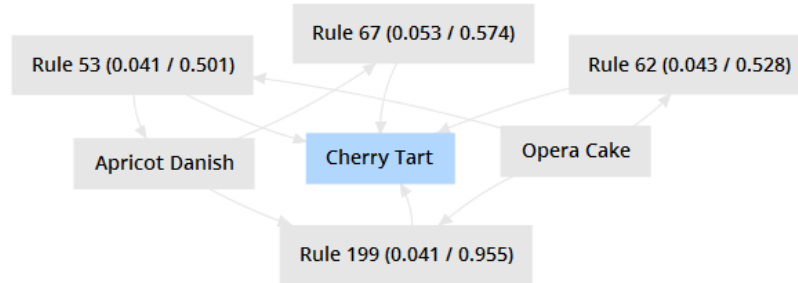 Rule 67 (0.053 / 0.574)
Rule 53 (0.041 / 0.501)
Rule 62 (0.043 / 0.528)
Apricot Danish
Cherry Tart
Opera Cake
Rule 199 (0.041 / 0.955)